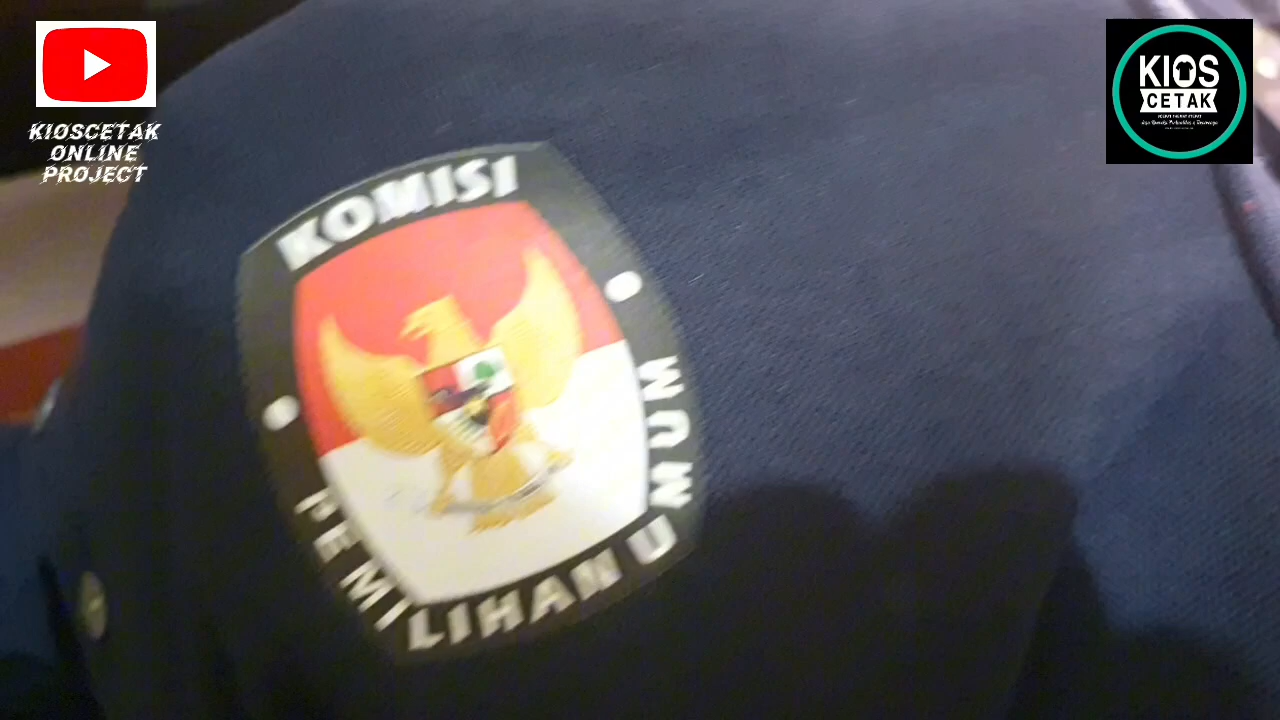 KIOSCETAK
ONLINE
PROJECT
KIOS
CETAK
KOMISI
PEMILIHAN UMUM